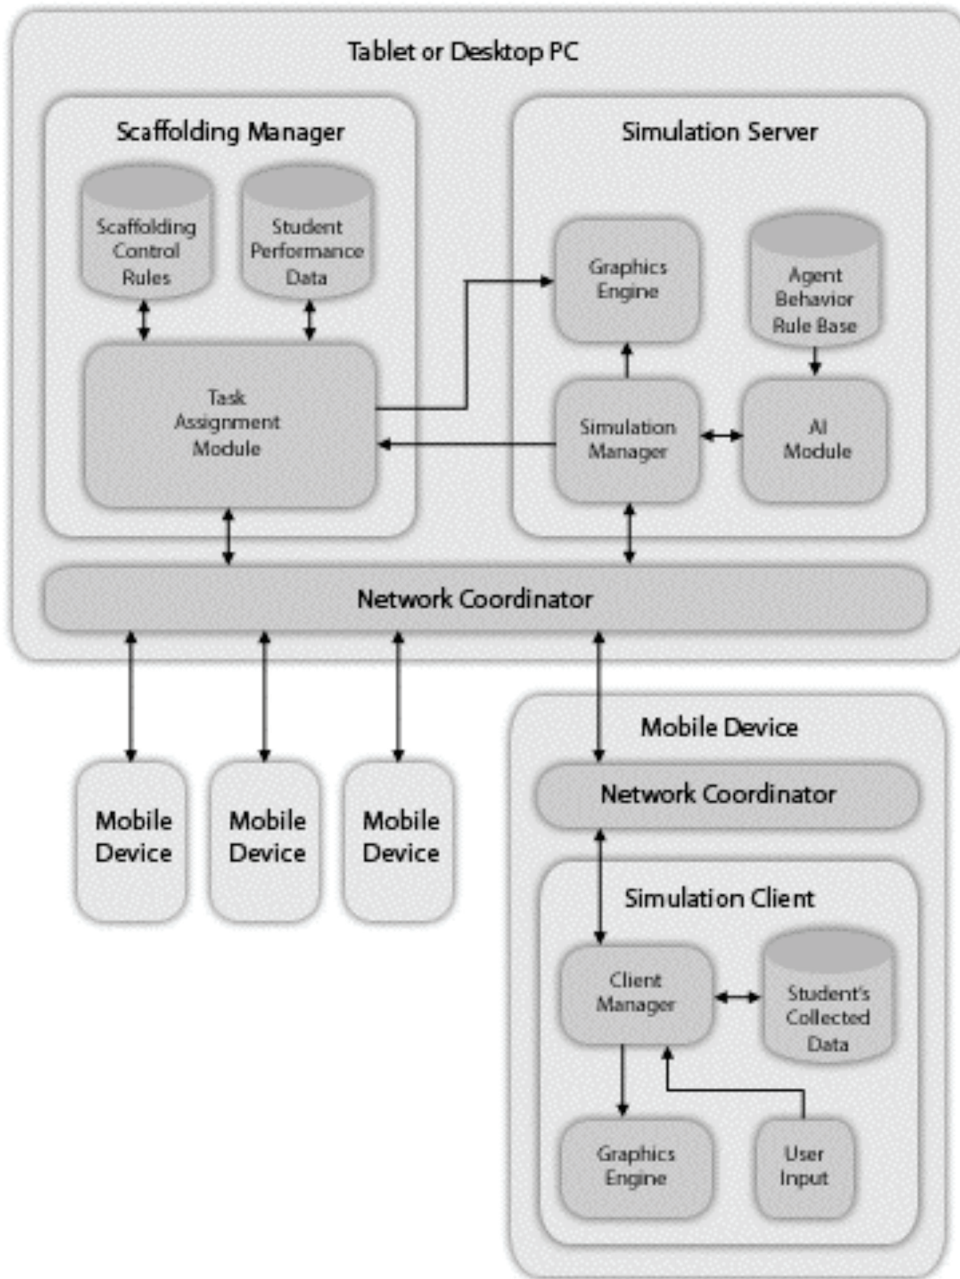 Tablet or Desktop PC
Scaffolding Manager
Scaffolding
Control
Rules
Student
Performance
Data
Task
Assignment
Module
Simulation Server
Graphics
Engine
Agent
Behavior
Rule Base
Simulation
Manager
AI
Module
Network Coordinator
Mobile
Device
Mobile
Device
Mobile
Device
Mobile Device
Network Coordinator
Simulation Client
Client
Manager
Student's
Collected
Data
Graphics
Engine
User
Input